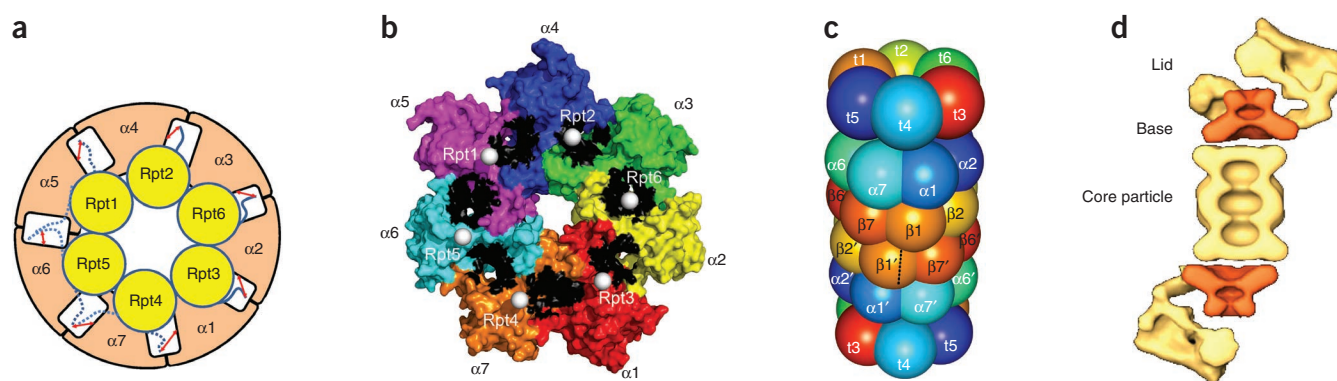 a
α4
α3
α5
Rpt2
Rpt1
Rpt6
α2
α6
Rpt5
Rpt3
Rpt4
α7
α1
b
α4
α5
α3
Rpt2
Rpt1
Rpt6
α6
Rpt5
α2
Rpt3
Rpt4
α7
α1
c
t2
t1
t6
t5
t3
t4
α6
α2
α7
α1
β6′
β7
β1
β2
β6
β2′
β1′
β7′
α2′
α6′
α1′
α7′
t3
t5
t4
d
Lid
Base
Core particle